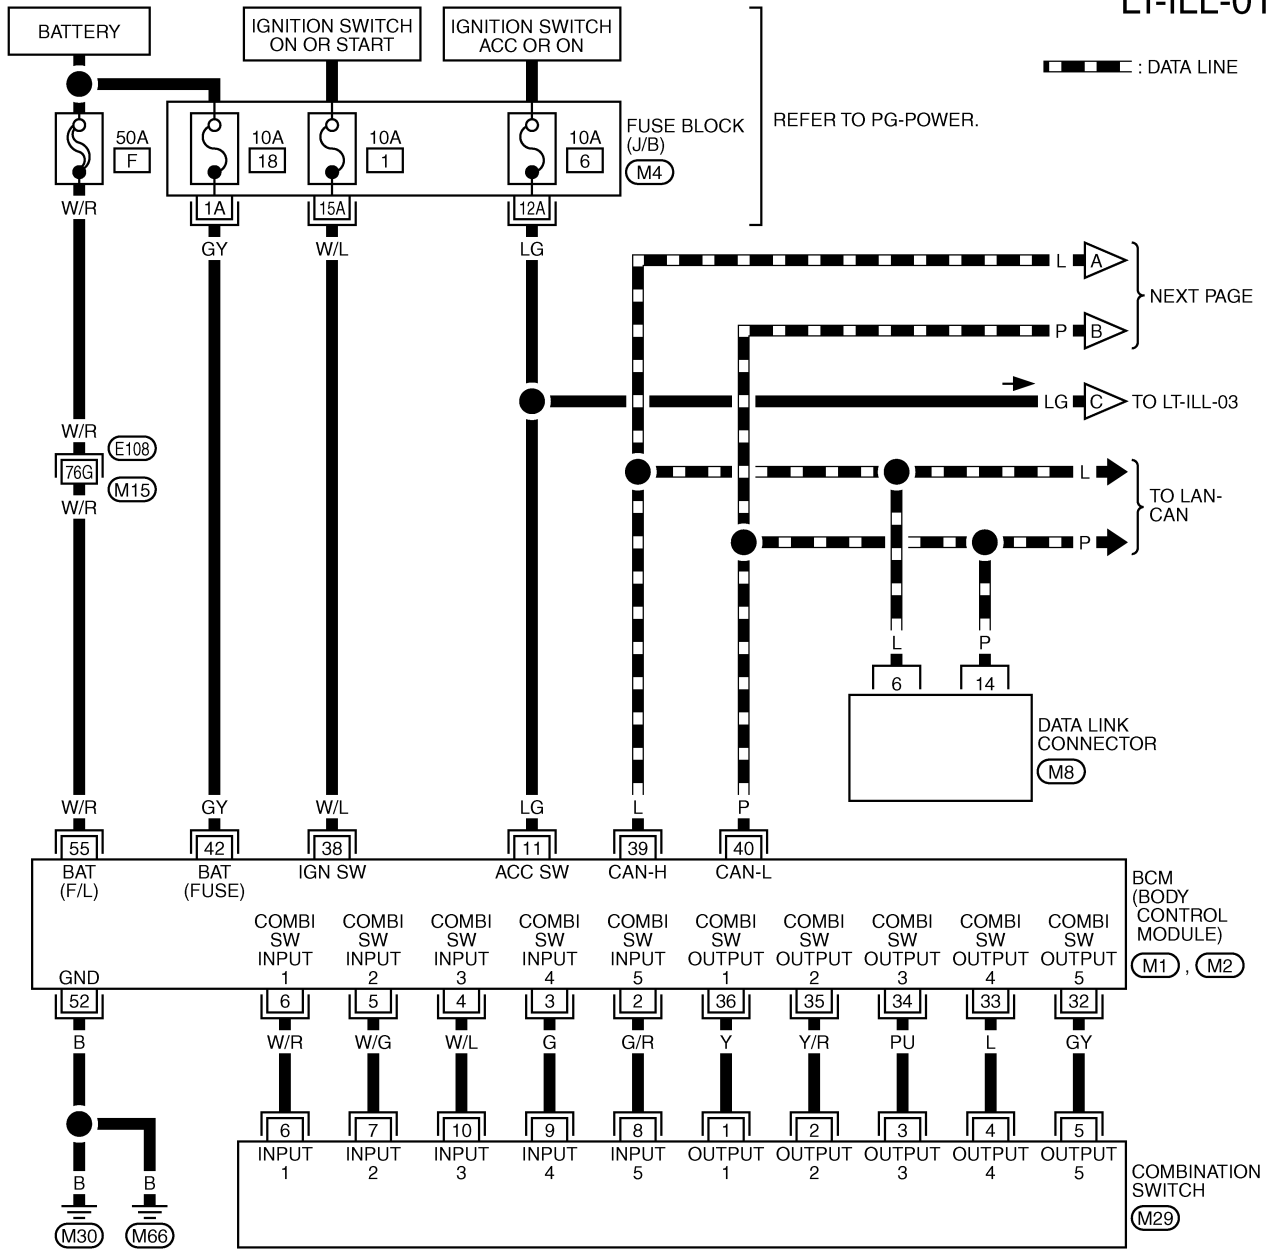 LT-ILL-01
BATTERY
IGNITION SWITCH
ON OR START
IGNITION SWITCH
ACC OR ON
: DATA LINE
50A
F
10A
18
10A
1
10A
6
FUSE BLOCK
(J/B)
M4
REFER TO PG-POWER.
W/R
1A
15A
12A
GY
W/L
LG
L
A
NEXT PAGE
P
B
LG
C
TO LT-ILL-03
W/R
E108
76G
M15
W/R
L
TO LAN-
CAN
P
L
P
6
14
DATA LINK
CONNECTOR
M8
W/R
GY
W/L
LG
L
P
55
42
38
11
39
40
BAT
(F/L)
BAT
(FUSE)
IGN SW
ACC SW
CAN-H
CAN-L
BCM
(BODY
CONTROL
MODULE)
M1 , M2
COMBI
SW
INPUT
1
COMBI
SW
INPUT
2
COMBI
SW
INPUT
3
COMBI
SW
INPUT
4
COMBI
SW
INPUT
5
COMBI
SW
OUTPUT
1
COMBI
SW
OUTPUT
2
COMBI
SW
OUTPUT
3
COMBI
SW
OUTPUT
4
COMBI
SW
OUTPUT
5
GND
52
6
5
4
3
2
36
35
34
33
32
B
W/R
W/G
W/L
G
G/R
Y
Y/R
PU
L
GY
6
7
10
9
8
1
2
3
4
5
INPUT
1
INPUT
2
INPUT
3
INPUT
4
INPUT
5
OUTPUT
1
OUTPUT
2
OUTPUT
3
OUTPUT
4
OUTPUT
5
COMBINATION
SWITCH
M29
B
B
M30
M66